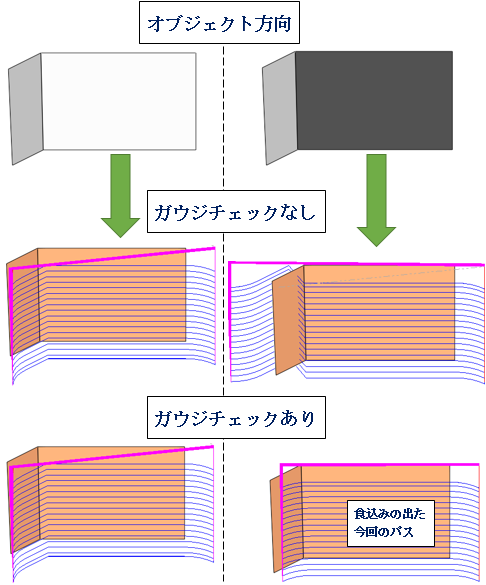 オブジェクト方向
ガウジチェックなし
ガウジチェックあり
食込みの出た
今回のパス